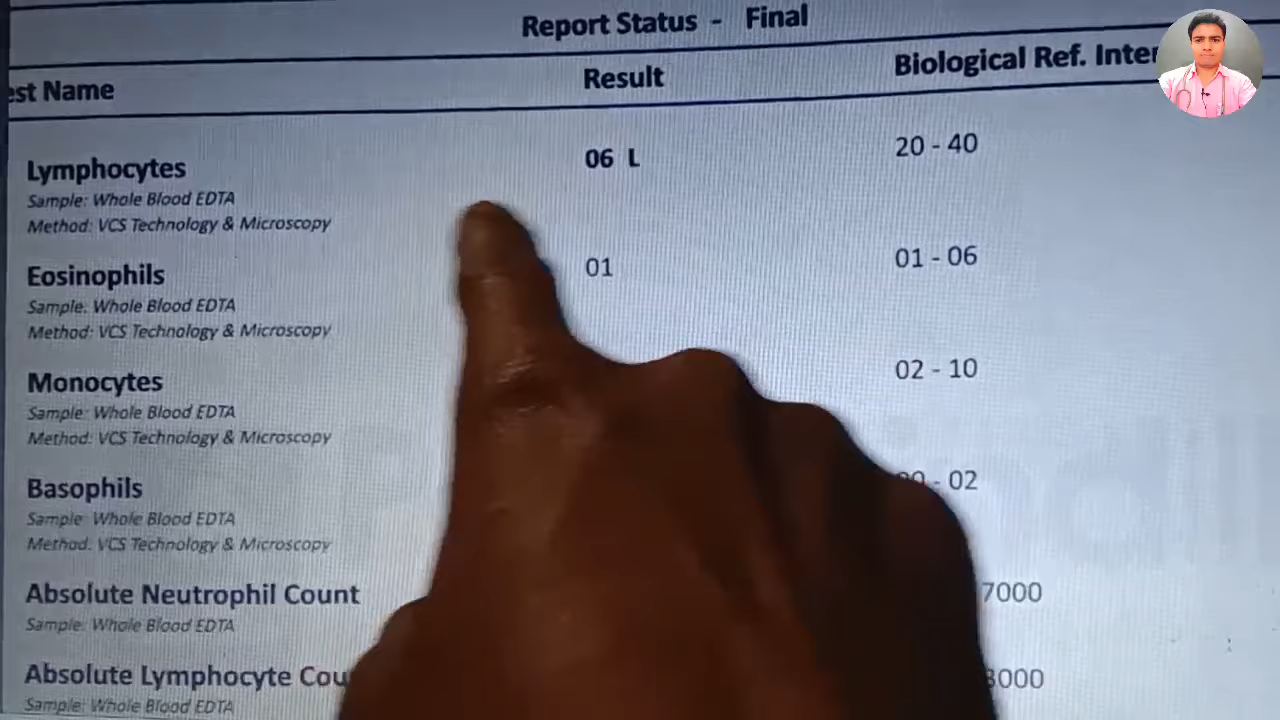 Report Status - Final
est Name Result Biological Ref. Inter
Lymphocytes 06 L 20 - 40
Sample: Whole Blood EDTA
Method: VCS Technology & Microscopy
Eosinophils 01 01 - 06
Sample: Whole Blood EDTA
Method: VCS Technology & Microscopy
Monocytes 02 - 10
Sample: Whole Blood EDTA
Method: VCS Technology & Microscopy
Basophils - 02
Sample: Whole Blood EDTA
Method: VCS Technology & Microscopy
Absolute Neutrophil Count 7000
Sample: Whole Blood EDTA
Absolute Lymphocyte Cou 3000
Sample: Whole Blood EDTA